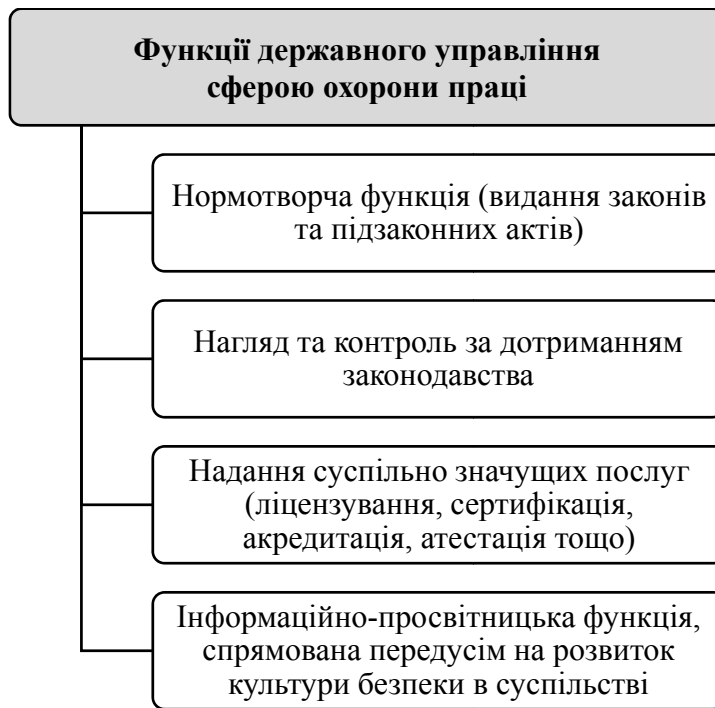 Функції державного управління
сферою охорони праці
Нормотворча функція (видання законів
та підзаконних актів)
Нагляд та контроль за дотриманням
законодавства
Надання суспільно значущих послуг
(ліцензування, сертифікація,
акредитація, атестація тощо)
Інформаційно-просвітницька функція,
спрямована передусім на розвиток
культури безпеки в суспільстві